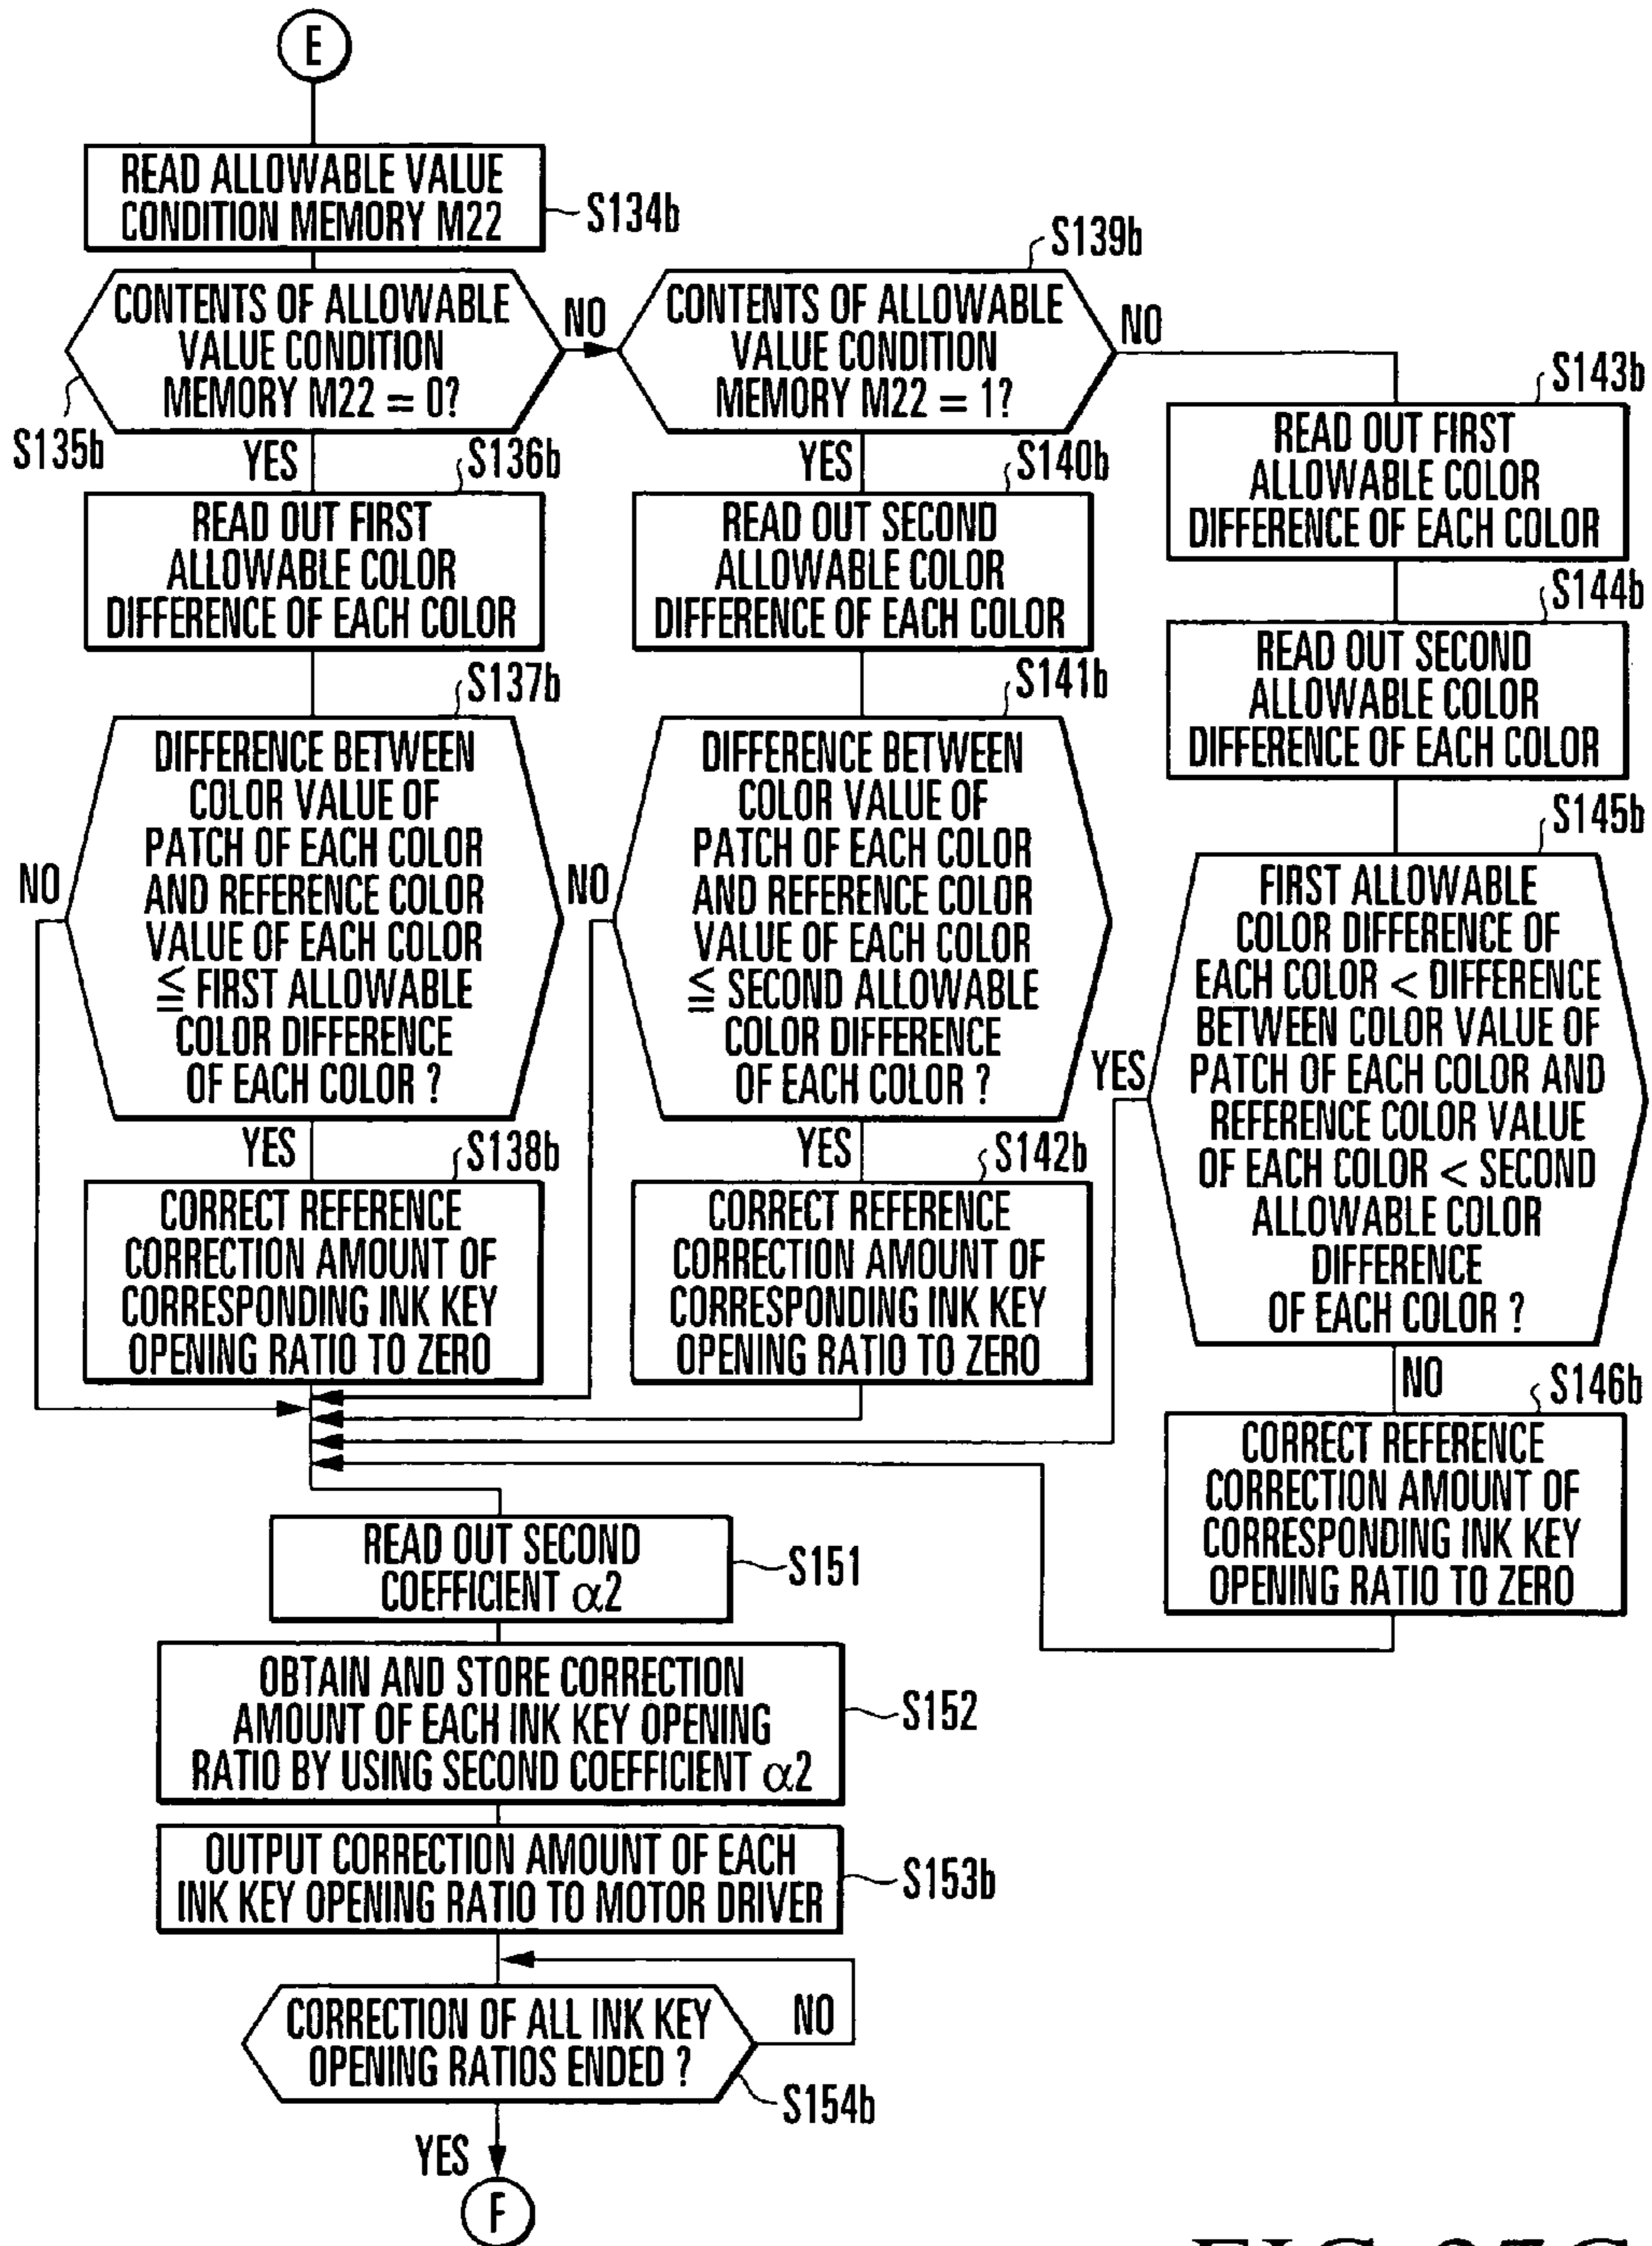 E
READ ALLOWABLE VALUE
CONDITION MEMORY M22
S134b
CONTENTS OF ALLOWABLE
VALUE CONDITION
MEMORY M22 = 0?
S135b
NO
YES
S139b
CONTENTS OF ALLOWABLE
VALUE CONDITION
MEMORY M22 = 1?
NO
YES
S136b
READ OUT FIRST
ALLOWABLE COLOR
DIFFERENCE OF EACH COLOR
S140b
READ OUT SECOND
ALLOWABLE COLOR
DIFFERENCE OF EACH COLOR
S143b
READ OUT FIRST
ALLOWABLE COLOR
DIFFERENCE OF EACH COLOR
S144b
READ OUT SECOND
ALLOWABLE COLOR
DIFFERENCE OF EACH COLOR
S137b
DIFFERENCE BETWEEN
COLOR VALUE OF
PATCH OF EACH COLOR
AND REFERENCE COLOR
VALUE OF EACH COLOR
≦ FIRST ALLOWABLE
COLOR DIFFERENCE
OF EACH COLOR ?
NO
YES
S141b
DIFFERENCE BETWEEN
COLOR VALUE OF
PATCH OF EACH COLOR
AND REFERENCE COLOR
VALUE OF EACH COLOR
≦ SECOND ALLOWABLE
COLOR DIFFERENCE
OF EACH COLOR ?
NO
YES
S145b
FIRST ALLOWABLE
COLOR DIFFERENCE OF
EACH COLOR < DIFFERENCE
BETWEEN COLOR VALUE OF
PATCH OF EACH COLOR AND
REFERENCE COLOR VALUE
OF EACH COLOR < SECOND
ALLOWABLE COLOR
DIFFERENCE
OF EACH COLOR ?
YES
NO
S138b
CORRECT REFERENCE
CORRECTION AMOUNT OF
CORRESPONDING INK KEY
OPENING RATIO TO ZERO
S142b
CORRECT REFERENCE
CORRECTION AMOUNT OF
CORRESPONDING INK KEY
OPENING RATIO TO ZERO
S146b
CORRECT REFERENCE
CORRECTION AMOUNT OF
CORRESPONDING INK KEY
OPENING RATIO TO ZERO
READ OUT SECOND
COEFFICIENT α2
S151
OBTAIN AND STORE CORRECTION
AMOUNT OF EACH INK KEY OPENING
RATIO BY USING SECOND COEFFICIENT α2
S152
OUTPUT CORRECTION AMOUNT OF EACH
INK KEY OPENING RATIO TO MOTOR DRIVER
S153b
CORRECTION OF ALL INK KEY
OPENING RATIOS ENDED ?
NO
S154b
YES
F